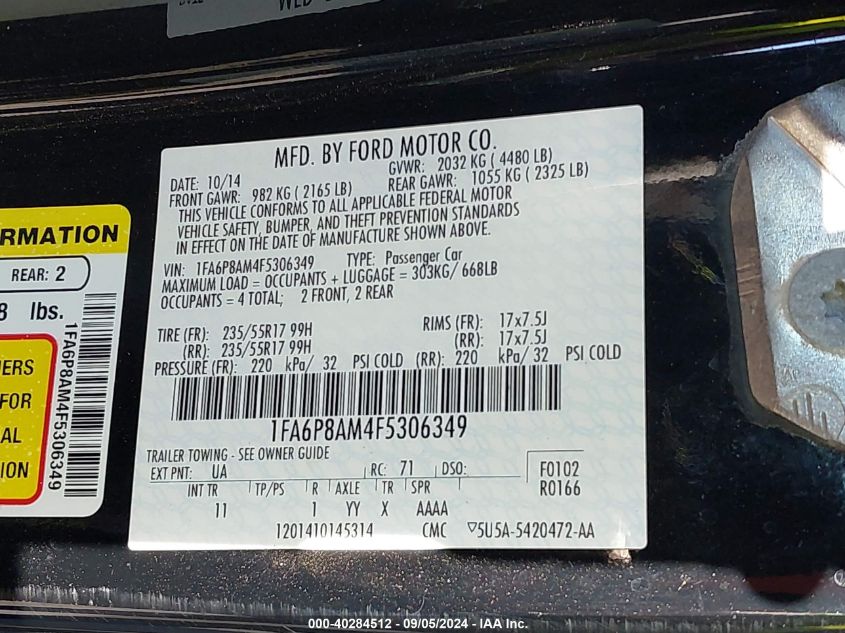 MFD. BY FORD MOTOR CO.
DATE: 10/14
GVWR: 2032 KG ( 4480 LB)
FRONT GAWR: 982 KG ( 2165 LB)
REAR GAWR: 1055 KG ( 2325 LB)
THIS VEHICLE CONFORMS TO ALL APPLICABLE FEDERAL MOTOR
VEHICLE SAFETY, BUMPER, AND THEFT PREVENTION STANDARDS
IN EFFECT ON THE DATE OF MANUFACTURE SHOWN ABOVE.
VIN: 1FA6P8AM4F5306349 TYPE: Passenger Car
MAXIMUM LOAD = OCCUPANTS + LUGGAGE = 303KG/ 668LB
OCCUPANTS = 4 TOTAL; 2 FRONT, 2 REAR
TIRE (FR): 235/55R17 99H RIMS (FR): 17x7.5J
(RR): 235/55R17 99H (RR): 17x7.5J
PRESSURE (FR): 220 kPa/ 32 PSI COLD (RR): 220 kPa/ 32 PSI COLD
1FA6P8AM4F5306349
TRAILER TOWING - SEE OWNER GUIDE
EXT PNT: UA RC: 71 DSO: F0102
INT TR TP/PS R AXLE TR SPR R0166
11 1 YY X AAAA
1201410145314 CMC ▽5U5A-5420472-AA
RMATION
REAR: 2
8 lbs.
1FA6P8AM4F5306349
NERS
FOR
AL
ION
000-40284512 - 09/05/2024 - IAA Inc.